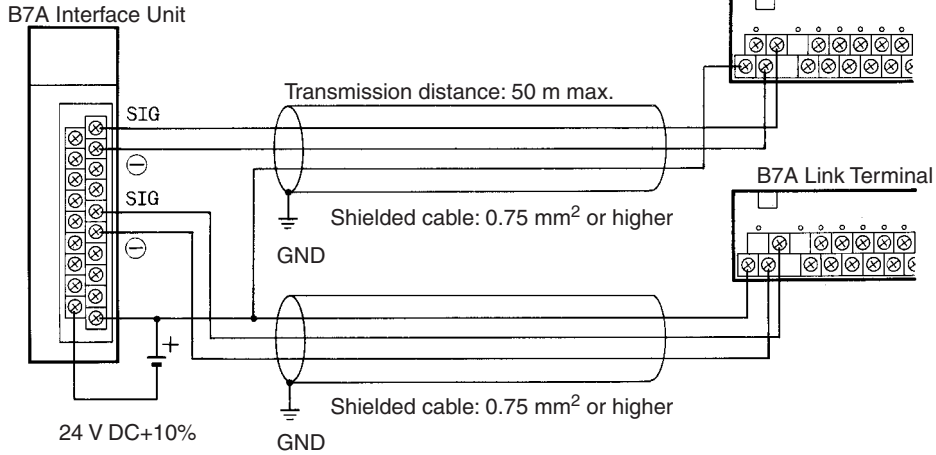 B7A Interface Unit
Transmission distance: 50 m max.
SIG
⊖
B7A Link Terminal
SIG
Shielded cable: 0.75 mm² or higher
⊖
GND
+
Shielded cable: 0.75 mm² or higher
24 V DC+10%
GND